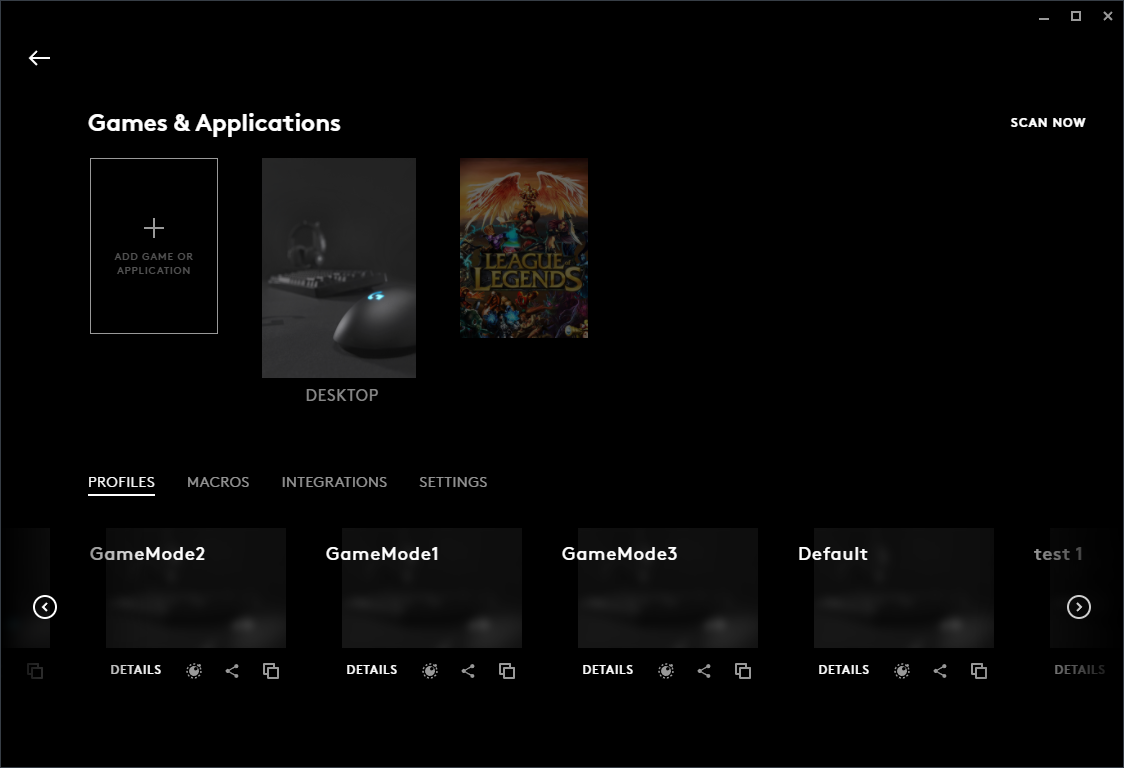 Games & Applications
SCAN NOW
ADD GAME OR
APPLICATION
LEAGUE
LEGENDS
DESKTOP
PROFILES
MACROS
INTEGRATIONS
SETTINGS
GameMode2
GameMode1
GameMode3
Default
test 1
DETAILS
DETAILS
DETAILS
DETAILS
DETAILS